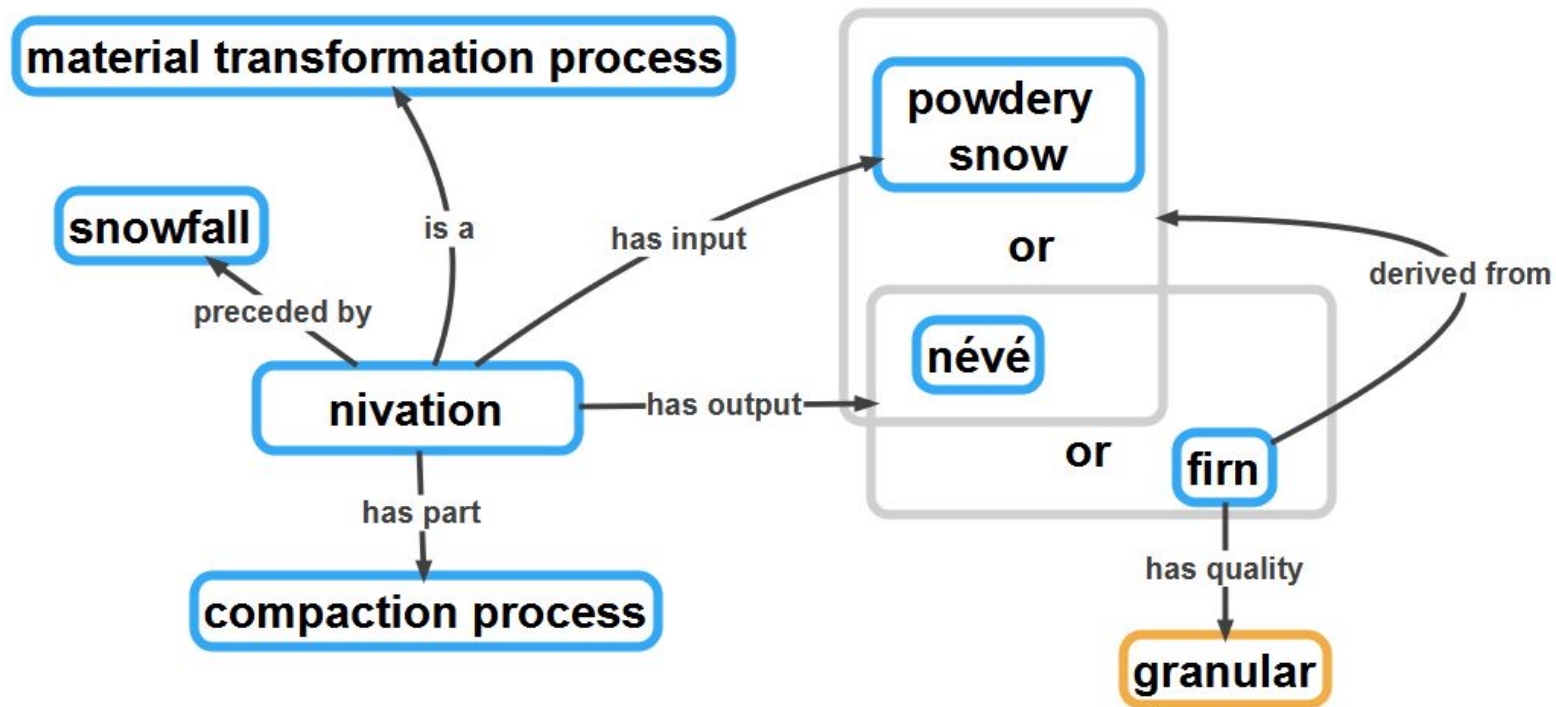 material transformation process
powdery
snow
snowfall
is a
has input
or
derived from
preceded by
névé
nivation
has output
or
firn
has part
has quality
compaction process
granular